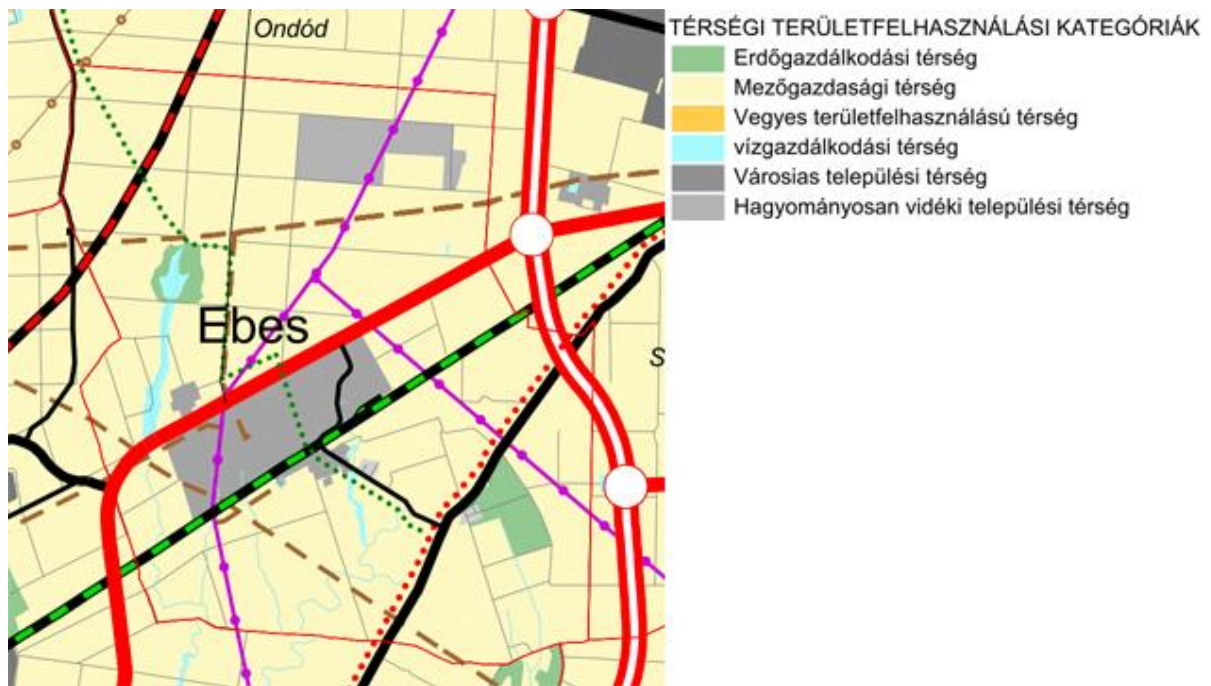 Ondód
Ebes
S
TÉRSÉGI TERÜLETFELHASZNÁLÁSI KATEGÓRIÁK
Erdőgazdálkodási térség
Mezőgazdasági térség
Vegyes területfelhasználású térség
vízgazdálkodási térség
Városias települési térség
Hagyományosan vidéki települési térség